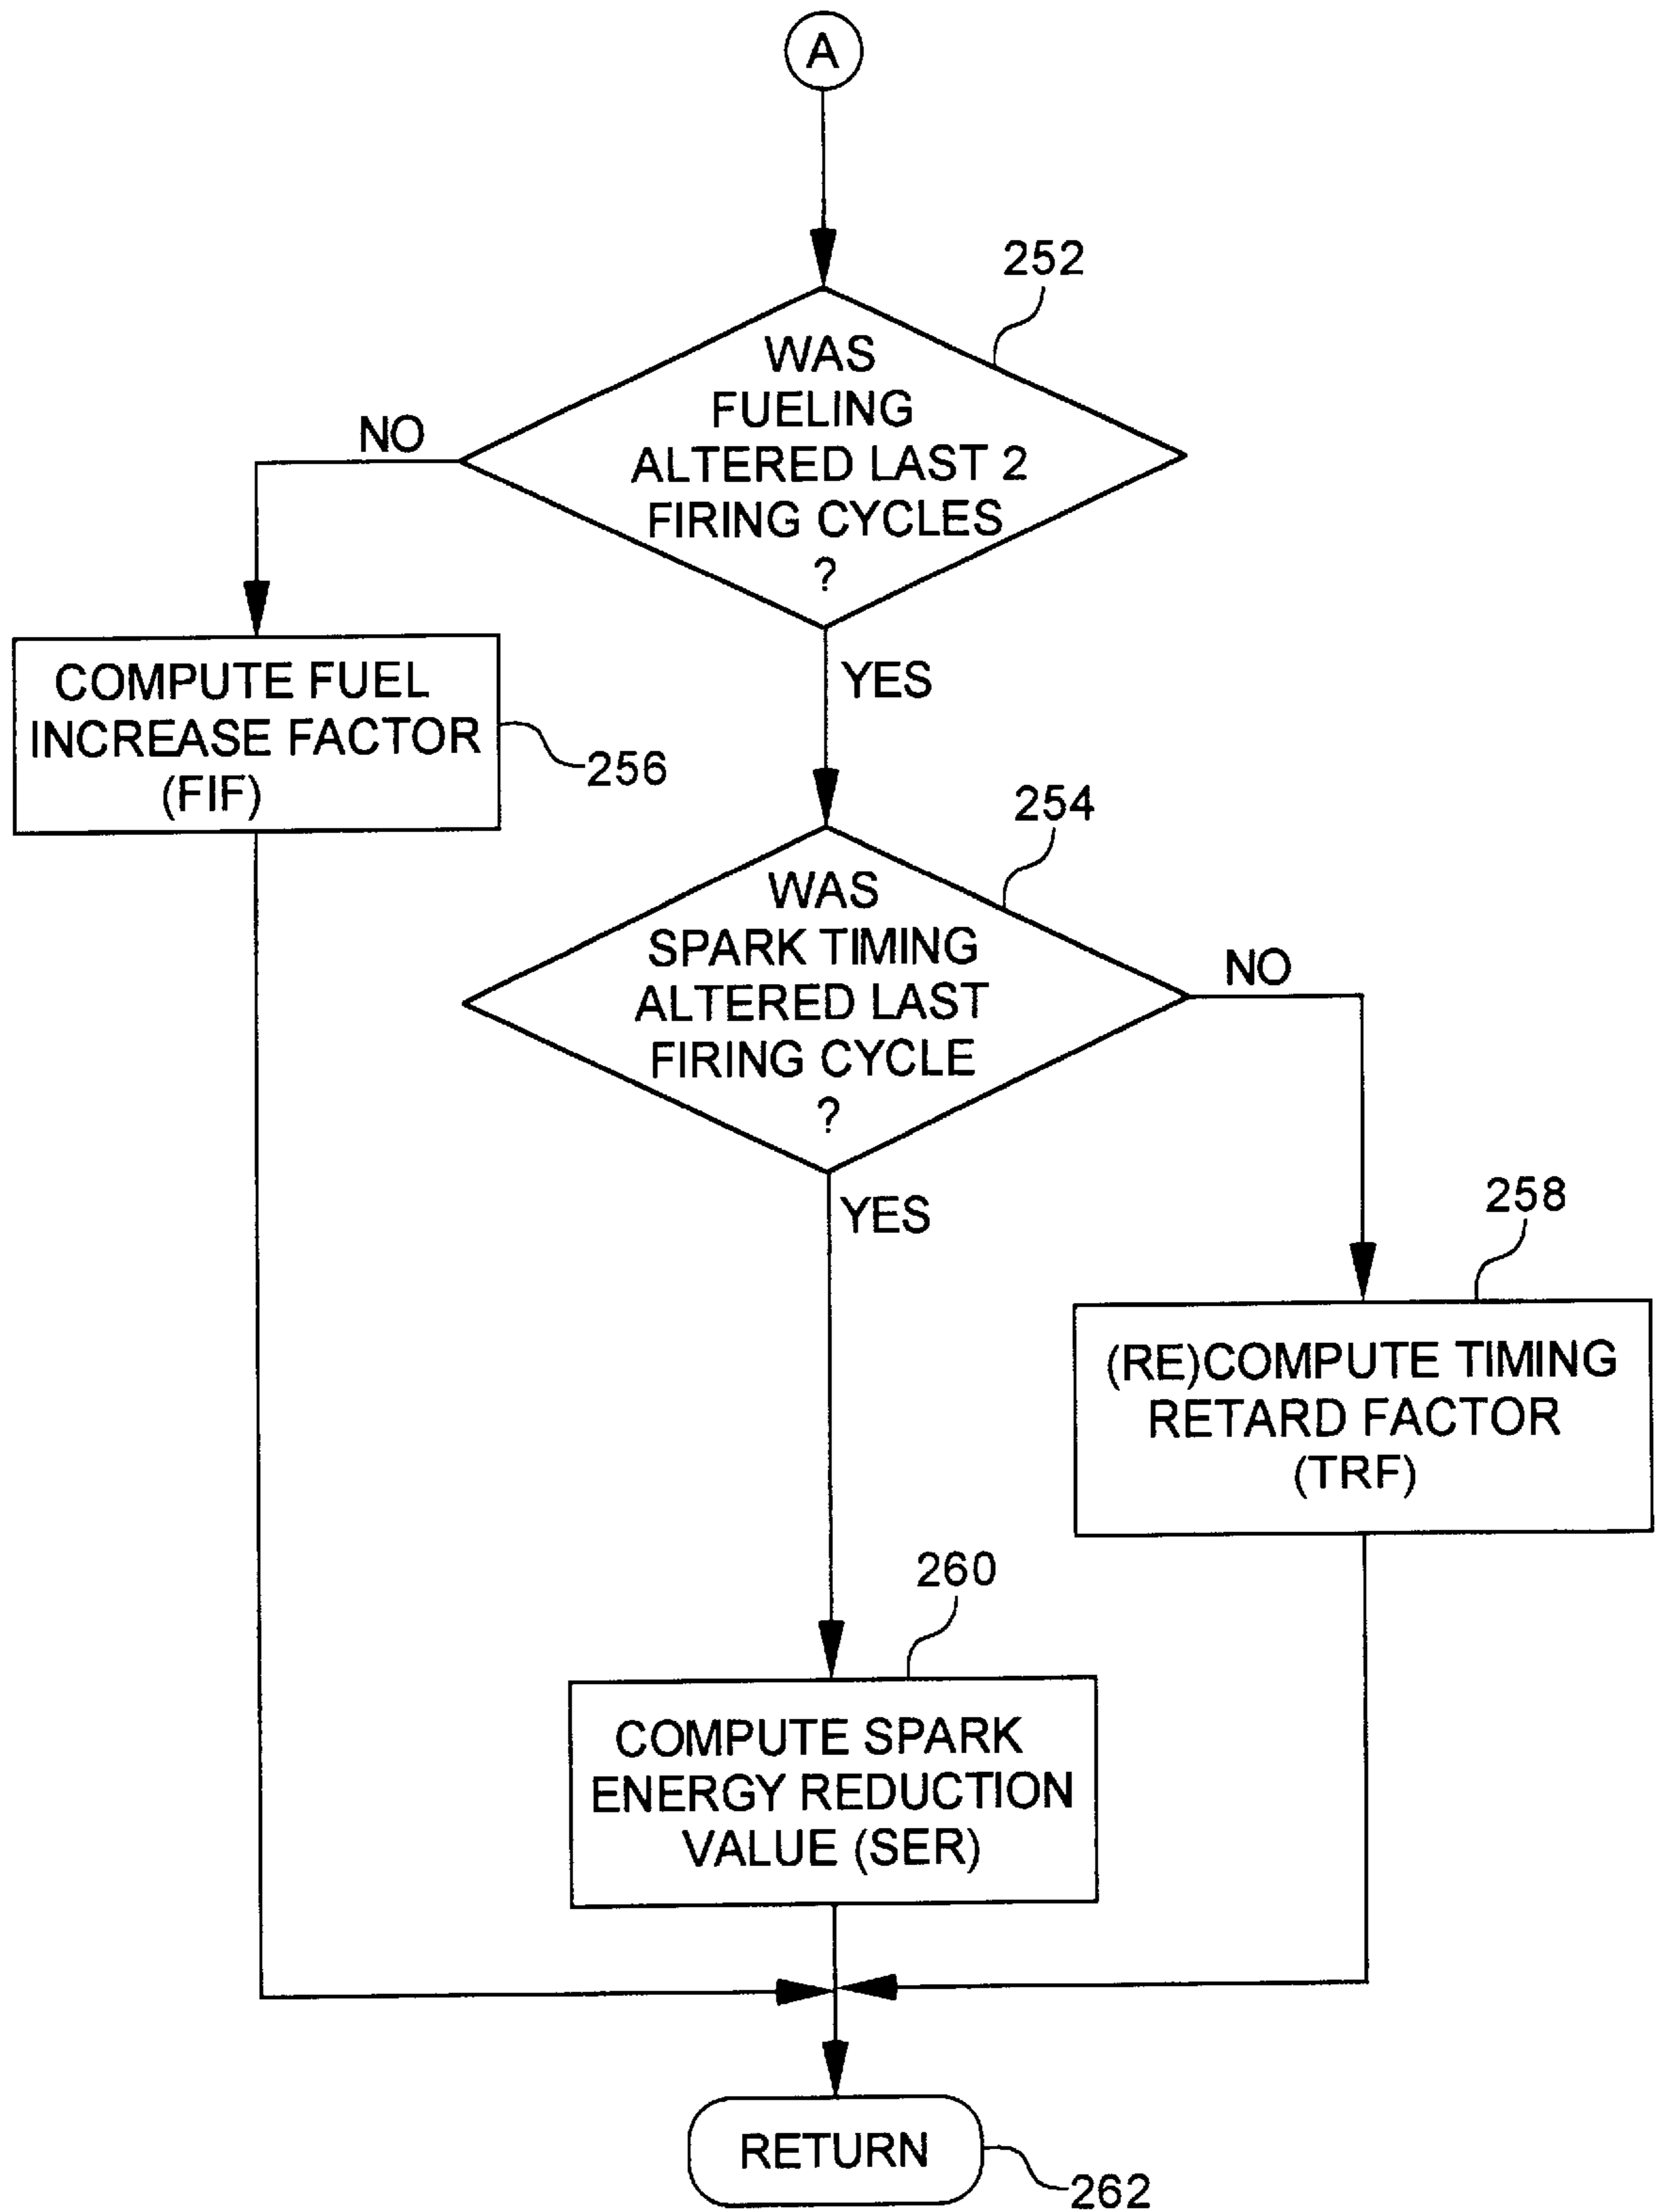 A
252
WAS
FUELING
ALTERED LAST 2
FIRING CYCLES
?
NO
YES
COMPUTE FUEL
INCREASE FACTOR
(FIF)
256
254
WAS
SPARK TIMING
ALTERED LAST
FIRING CYCLE
?
NO
YES
258
(RE)COMPUTE TIMING
RETARD FACTOR
(TRF)
260
COMPUTE SPARK
ENERGY REDUCTION
VALUE (SER)
RETURN
262